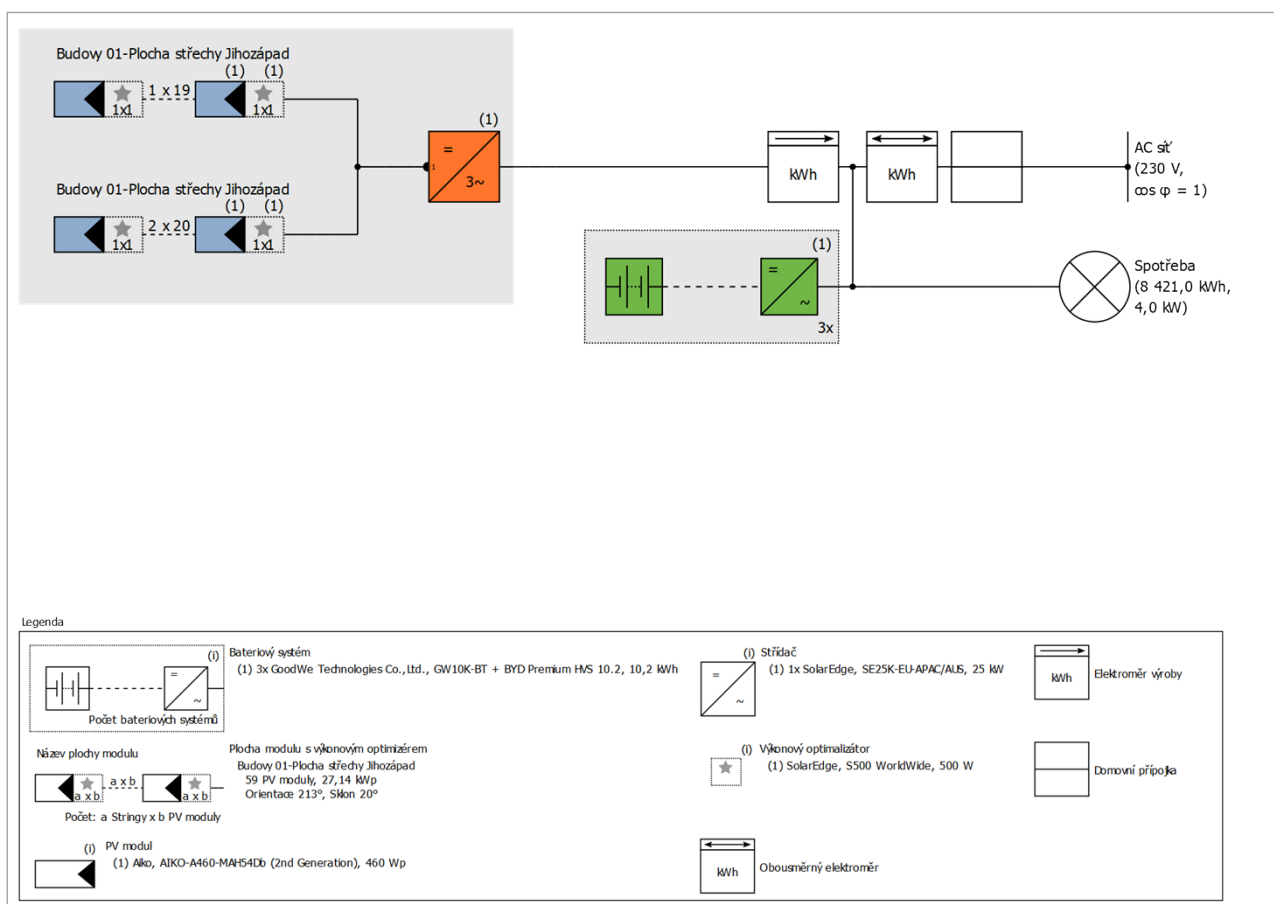 Budowy 01-Plocha střechy Jihozápad
(1) (1)
1 x 19
1x1 1x1
(1)
=
1
3~
kWh
kWh
AC síť
(230 V,
cos φ = 1)
Budowy 01-Plocha střechy Jihozápad
(1) (1)
2 x 20
1x1 1x1
(1)
=
~
3x
Spotřeba
(8 421,0 kWh,
4,0 kW)
Legenda
(i) Bateriový systém
(1) 3x GoodWe Technologies Co.,Ltd., GW10K-BT + BYD Premium HVS 10.2, 10,2 kWh
=
~
Počet bateriových systémů
(i) Střídač
(1) 1x SolarEdge, SE25K-EU-APAC/AUS, 25 kW
=
~
kWh
Elektroměr výroby
Název plochy modulu
Plocha modulu s výkonovým optimizérem
Budowy 01-Plocha střechy Jihozápad
59 PV moduly, 27,14 kWp
Orientace 213°, Sklon 20°
a x b
a x b a x b
Počet: a Stringy x b PV moduly
(i) Výkonový optimalizátor
(1) SolarEdge, S500 WorldWide, 500 W
Domovní přípojka
(i) PV modul
(1) Aiko, AIKO-A460-MAH54Db (2nd Generation), 460 Wp
kWh
Obousměrný elektroměr